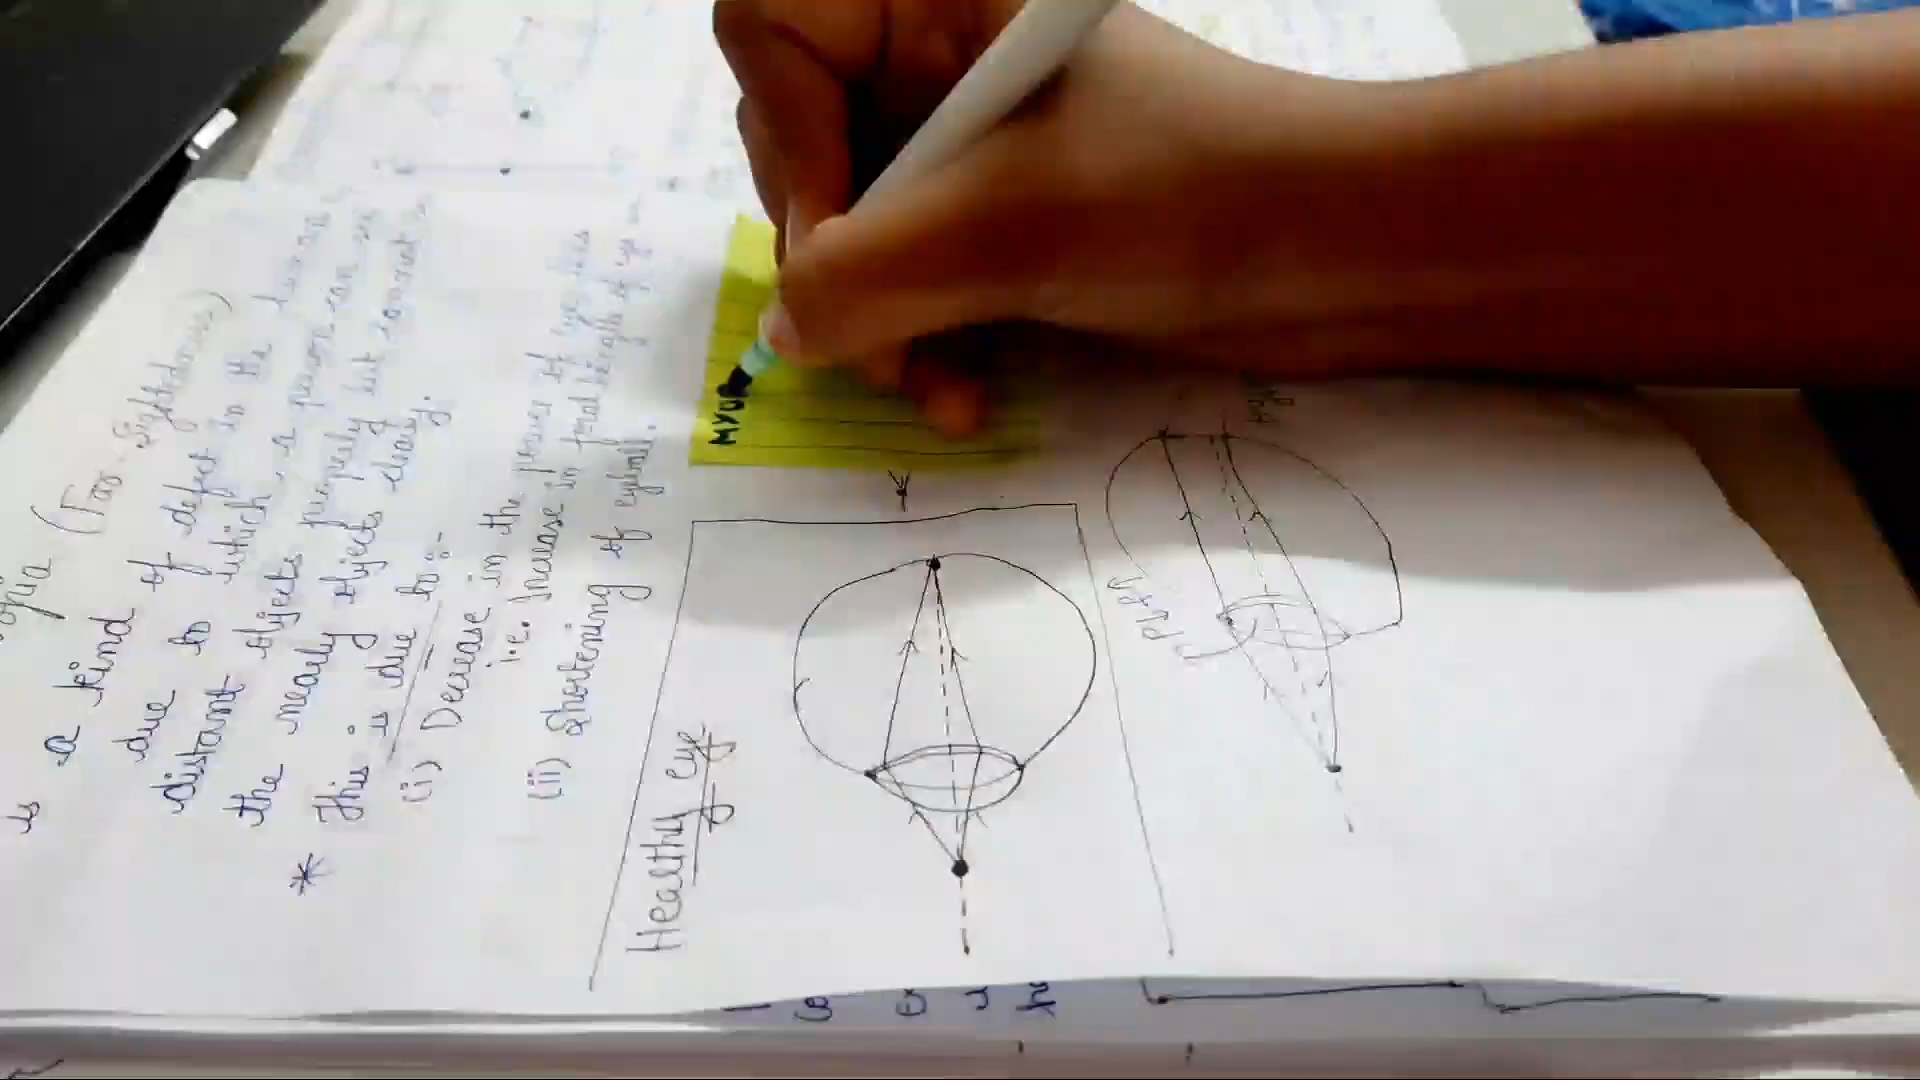 (Far-Sightedness)
is a kind of defect in the human
due to which a person can see
distant objects properly but cannot
the nearly objects clearly.
* This is due to:-
(i) Decrease in the power of eye lens
i.e. Increase in focal length of eye
(ii) Shortening of eyeball.
MYO
Healthy eye